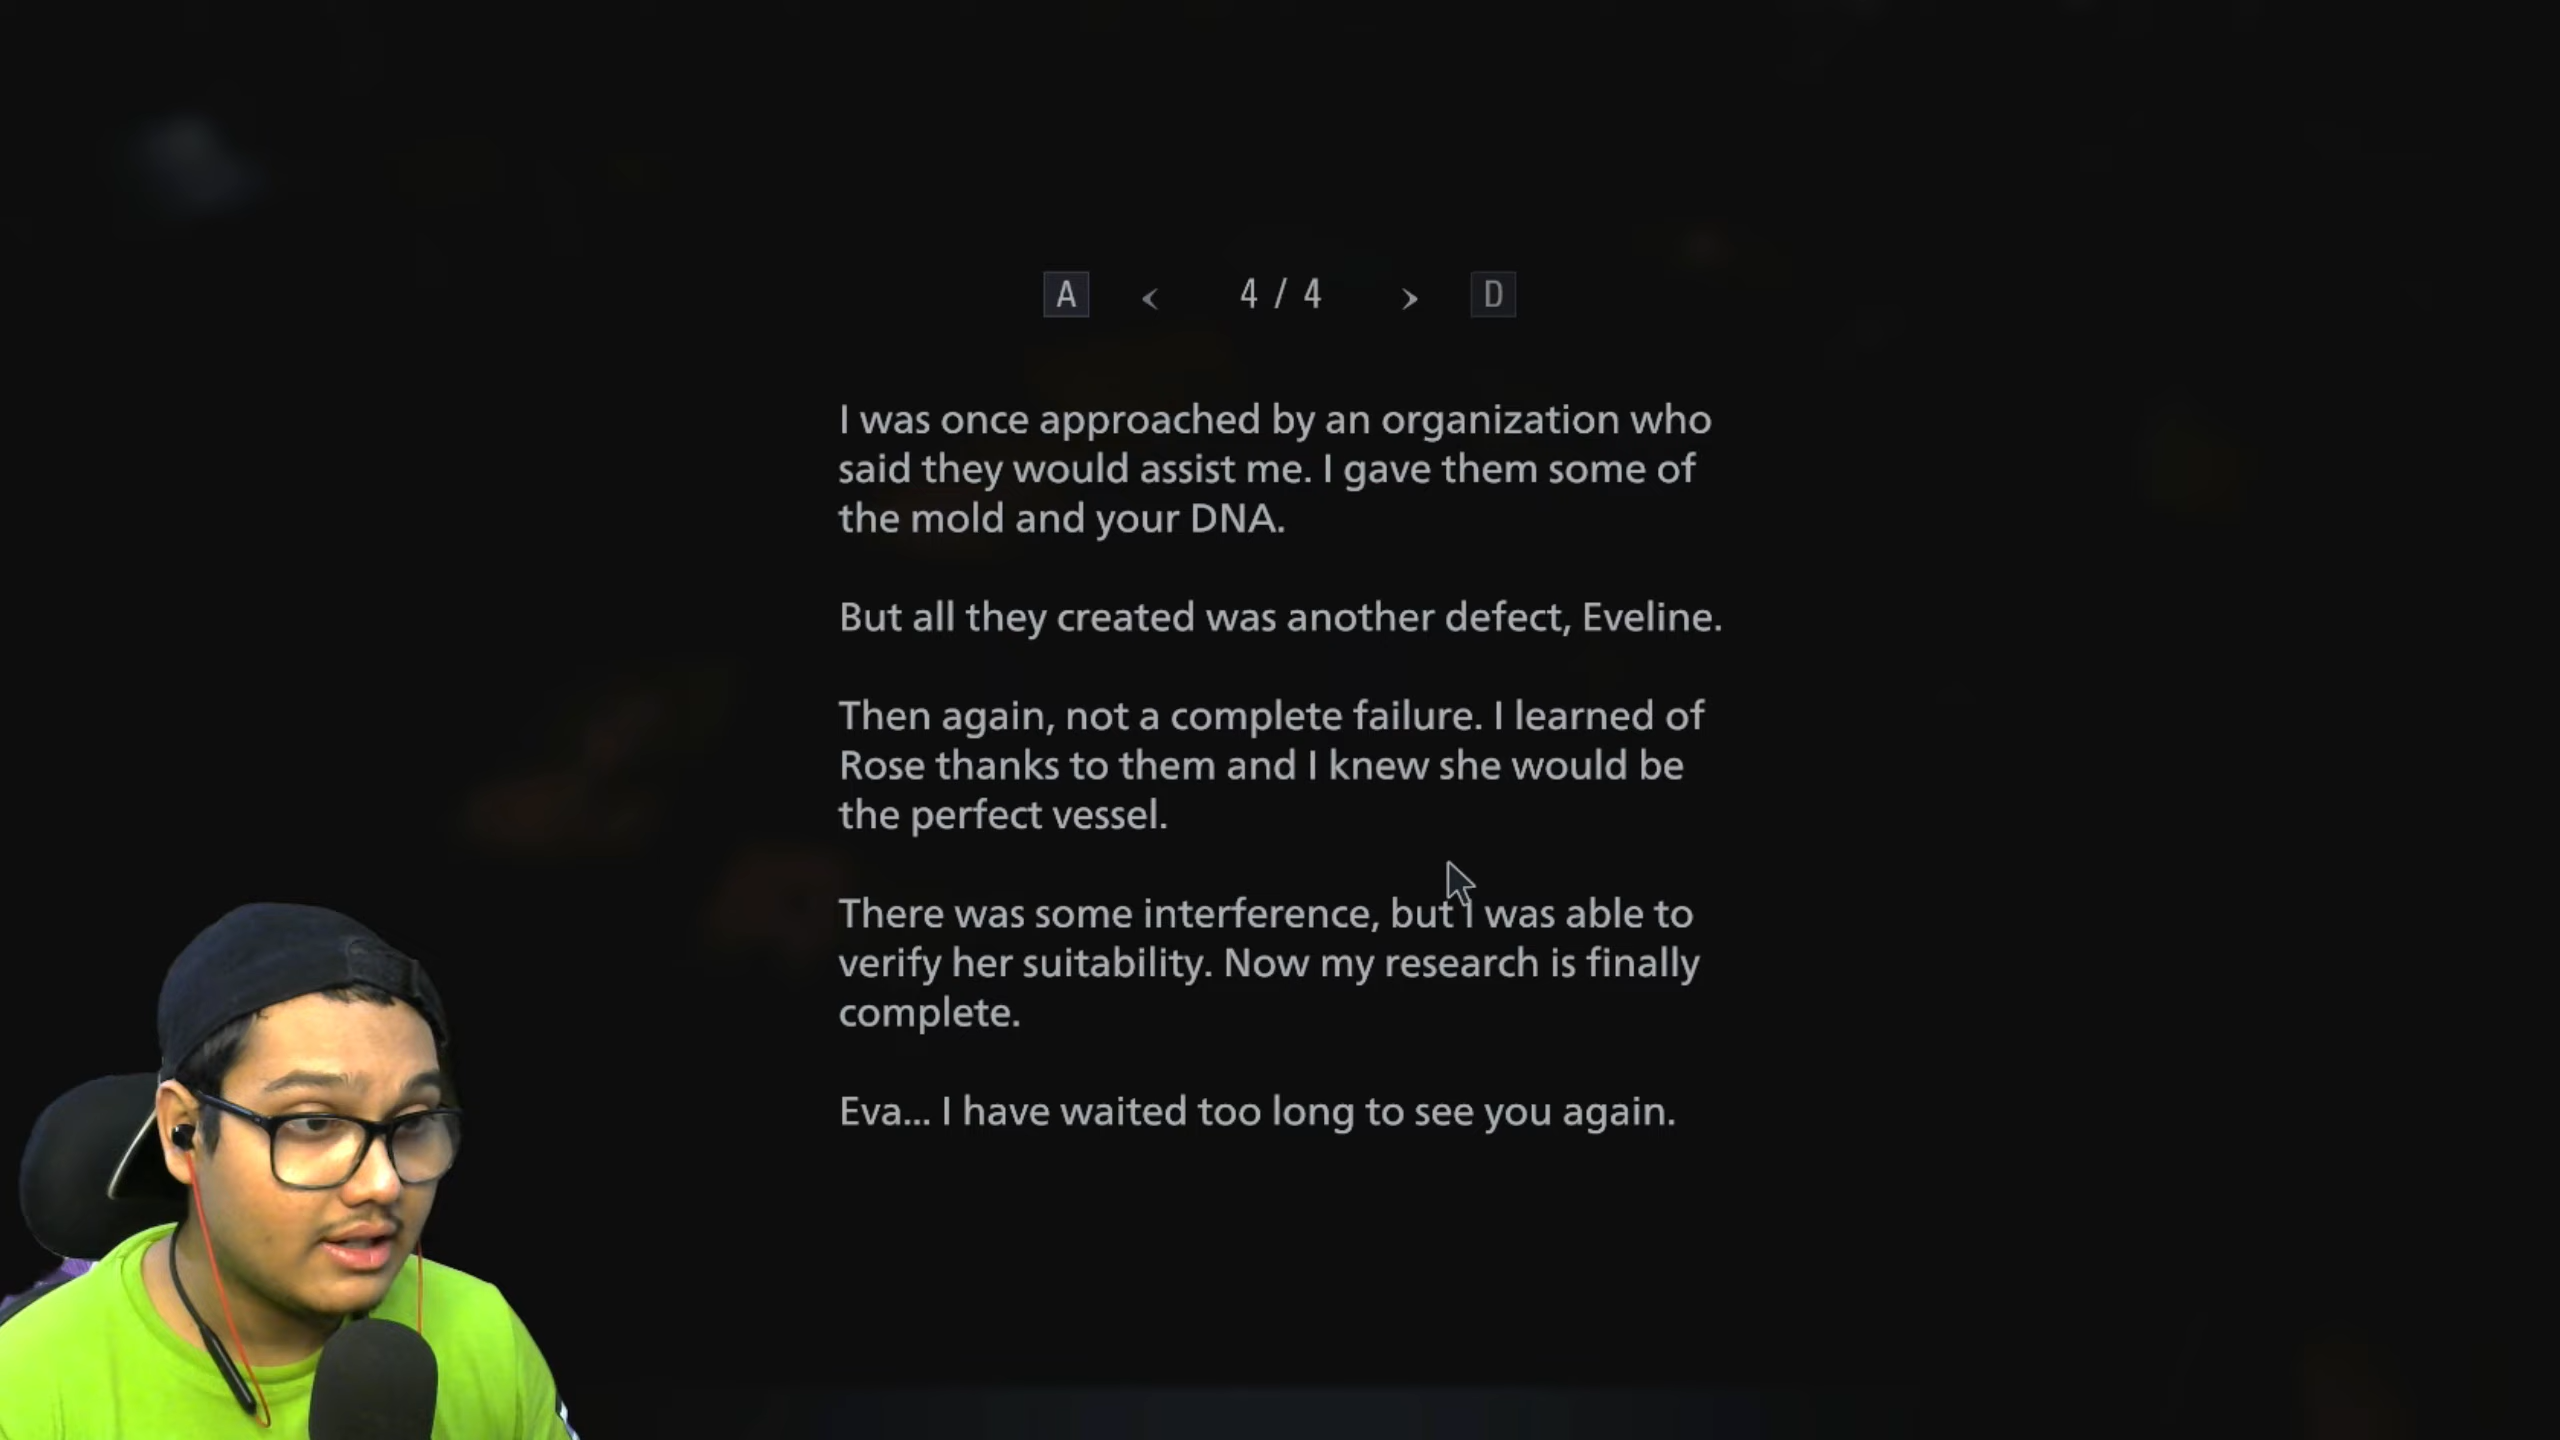 A < 4 / 4 > D
I was once approached by an organization who
said they would assist me. I gave them some of
the mold and your DNA.
But all they created was another defect, Eveline.
Then again, not a complete failure. I learned of
Rose thanks to them and I knew she would be
the perfect vessel.
There was some interference, but I was able to
verify her suitability. Now my research is finally
complete.
Eva... I have waited too long to see you again.